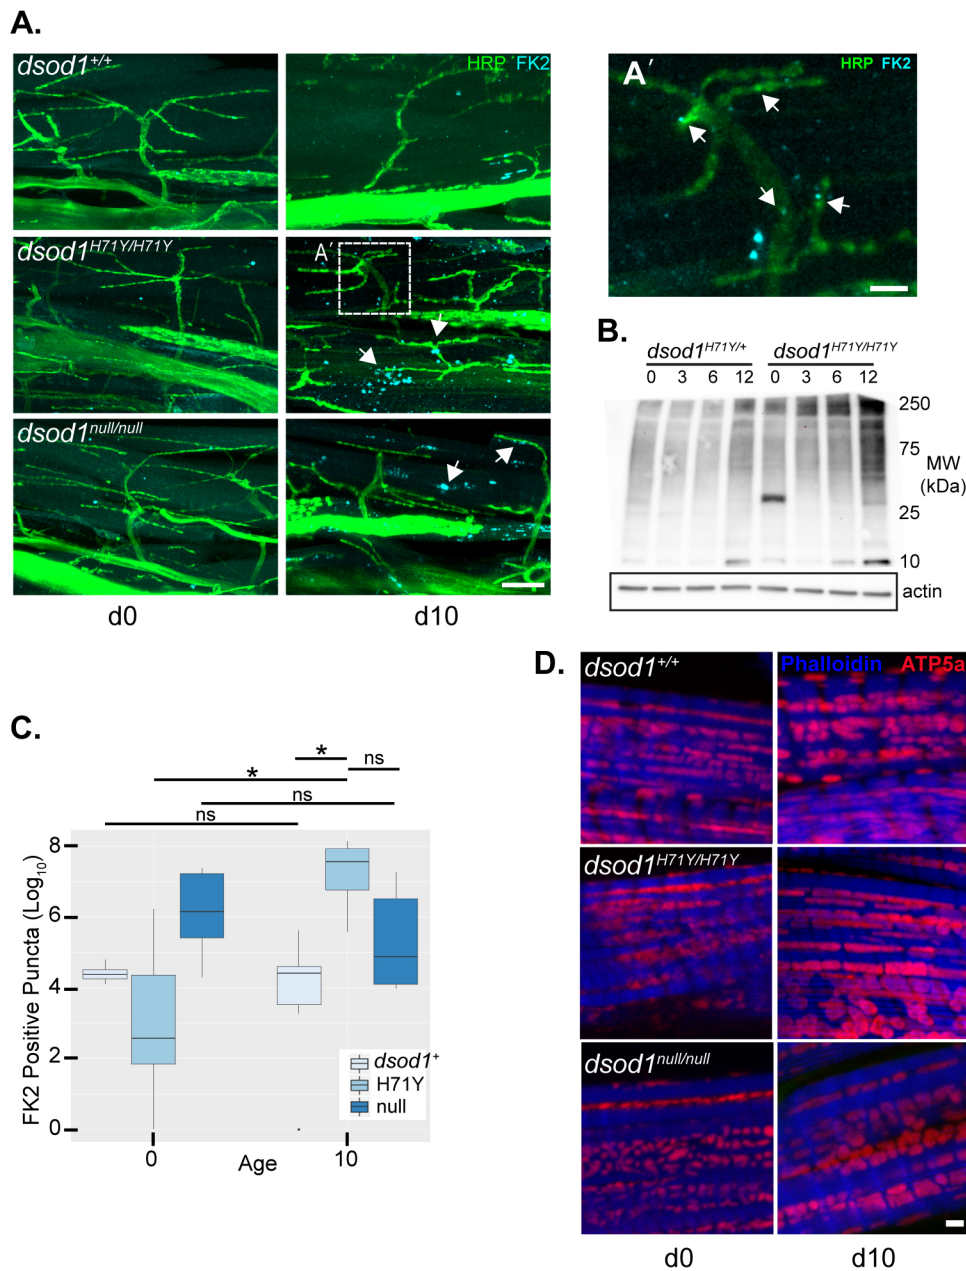 A.
dsod1+/+
HRP FK2
dsod1H71Y/H71Y
A'
dsod1null/null
d0 d10
A'
HRP FK2
B.
dsod1H71Y/+ dsod1H71Y/H71Y
0 3 6 12 0 3 6 12
250
75
MW
(kDa)
25
10
actin
C.
*
* ns
ns
ns
FK2 Positive Puncta (Log10)
8
6
4
2
0
dsod1+
H71Y
null
0 Age 10
D.
dsod1+/+
Phalloidin ATP5a
dsod1H71Y/H71Y
dsod1null/null
d0 d10